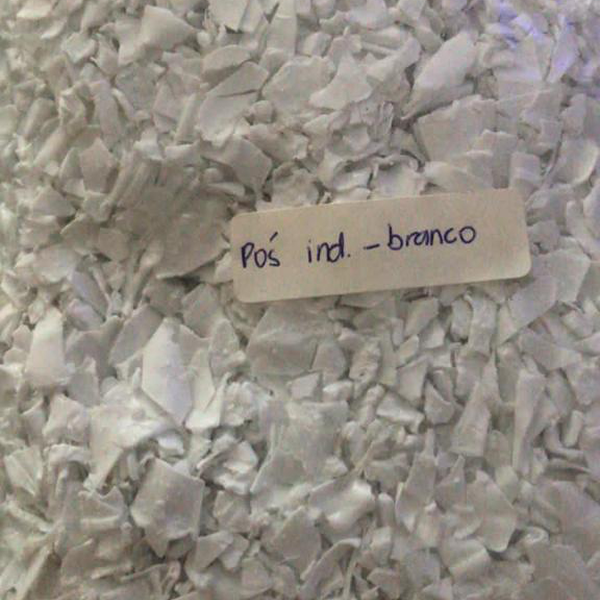 Pós ind. - branco